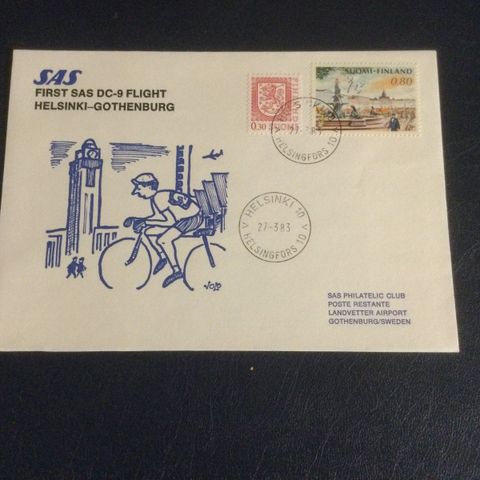 SAS
FIRST SAS DC-9 FLIGHT
HELSINKI–GOTHENBURG
0.30 SUOMI
SUOMI-FINLAND
0.80
HELSINGFORS 10
HELSINKI 10
27-3.83
HELSINGFORS 10
SAS PHILATELIC CLUB
POSTE RESTANTE
LANDVETTER AIRPORT
GOTHENBURG/SWEDEN